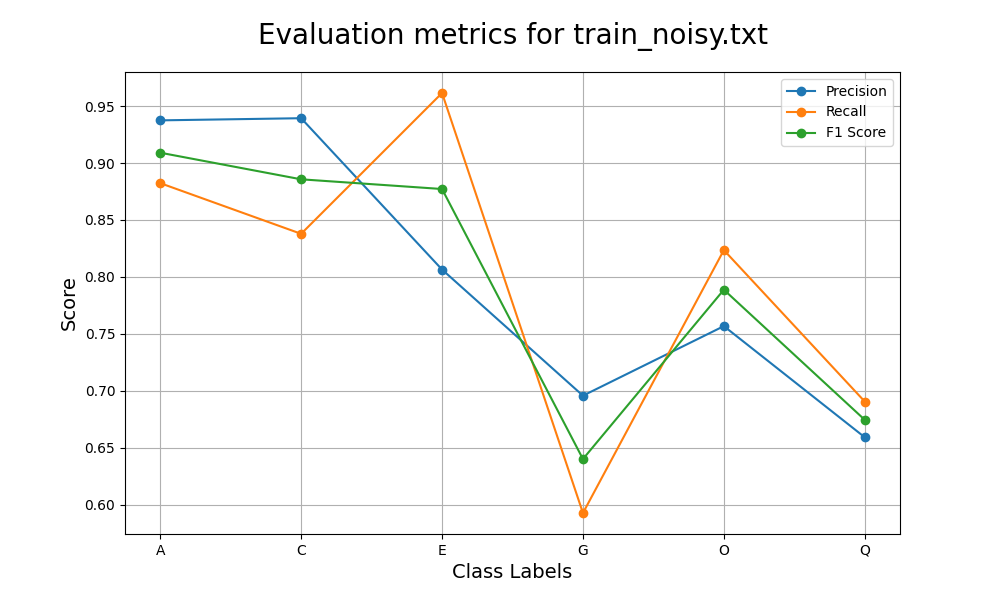 Evaluation metrics for train_noisy.txt
Precision
Recall
F1 Score
0.95
0.90
0.85
0.80
0.75
0.70
0.65
0.60
Score
A C E G O Q
Class Labels